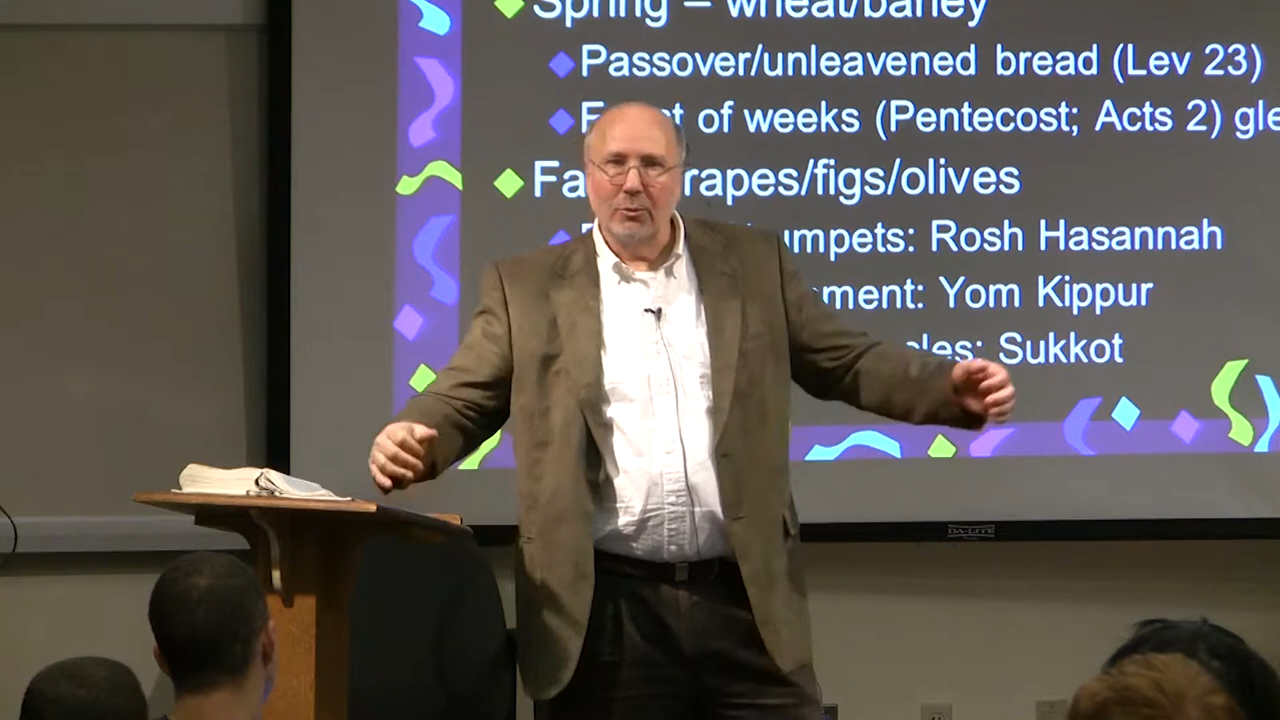 Spring – wheat/barley
Passover/unleavened bread (Lev 23)
of weeks (Pentecost; Acts 2)
rapes/figs/olives
umpets: Rosh Hasannah
ment: Yom Kippur
les: Sukkot
DA-LITE